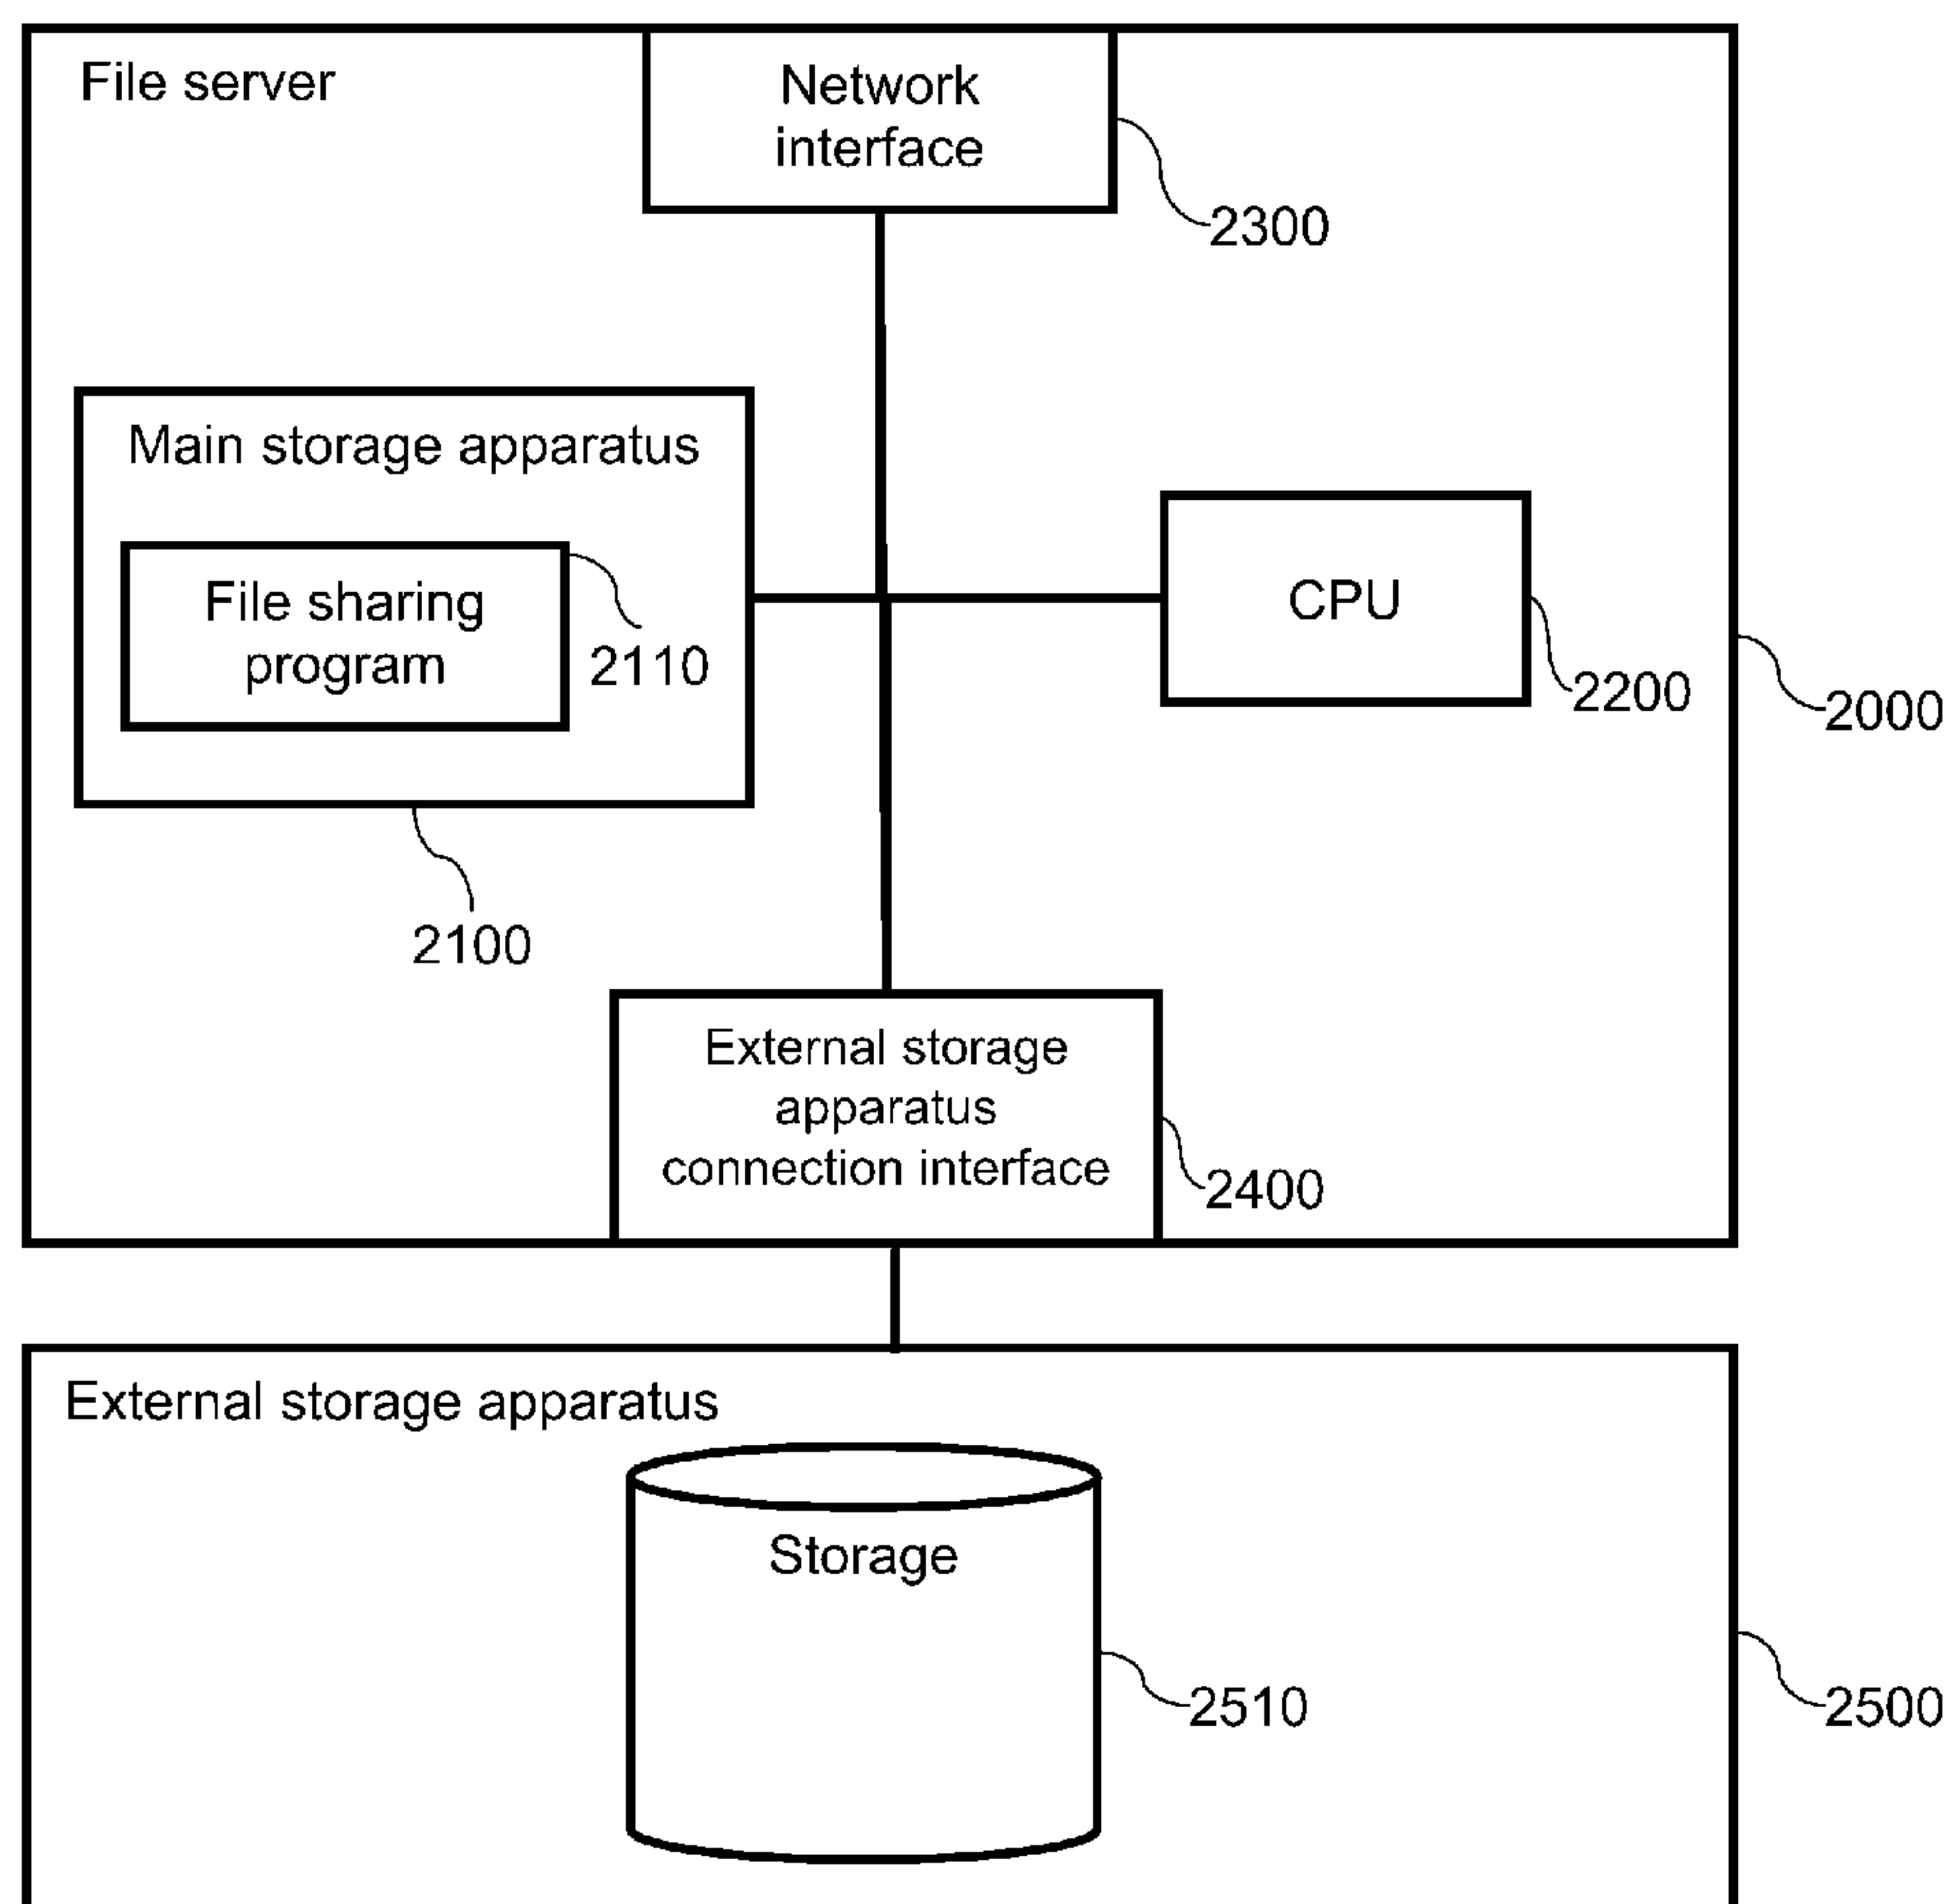 File server
Network
interface
2300
Main storage apparatus
File sharing
program
2110
CPU
2200
2000
2100
External storage
apparatus
connection interface
2400
External storage apparatus
Storage
2510
2500